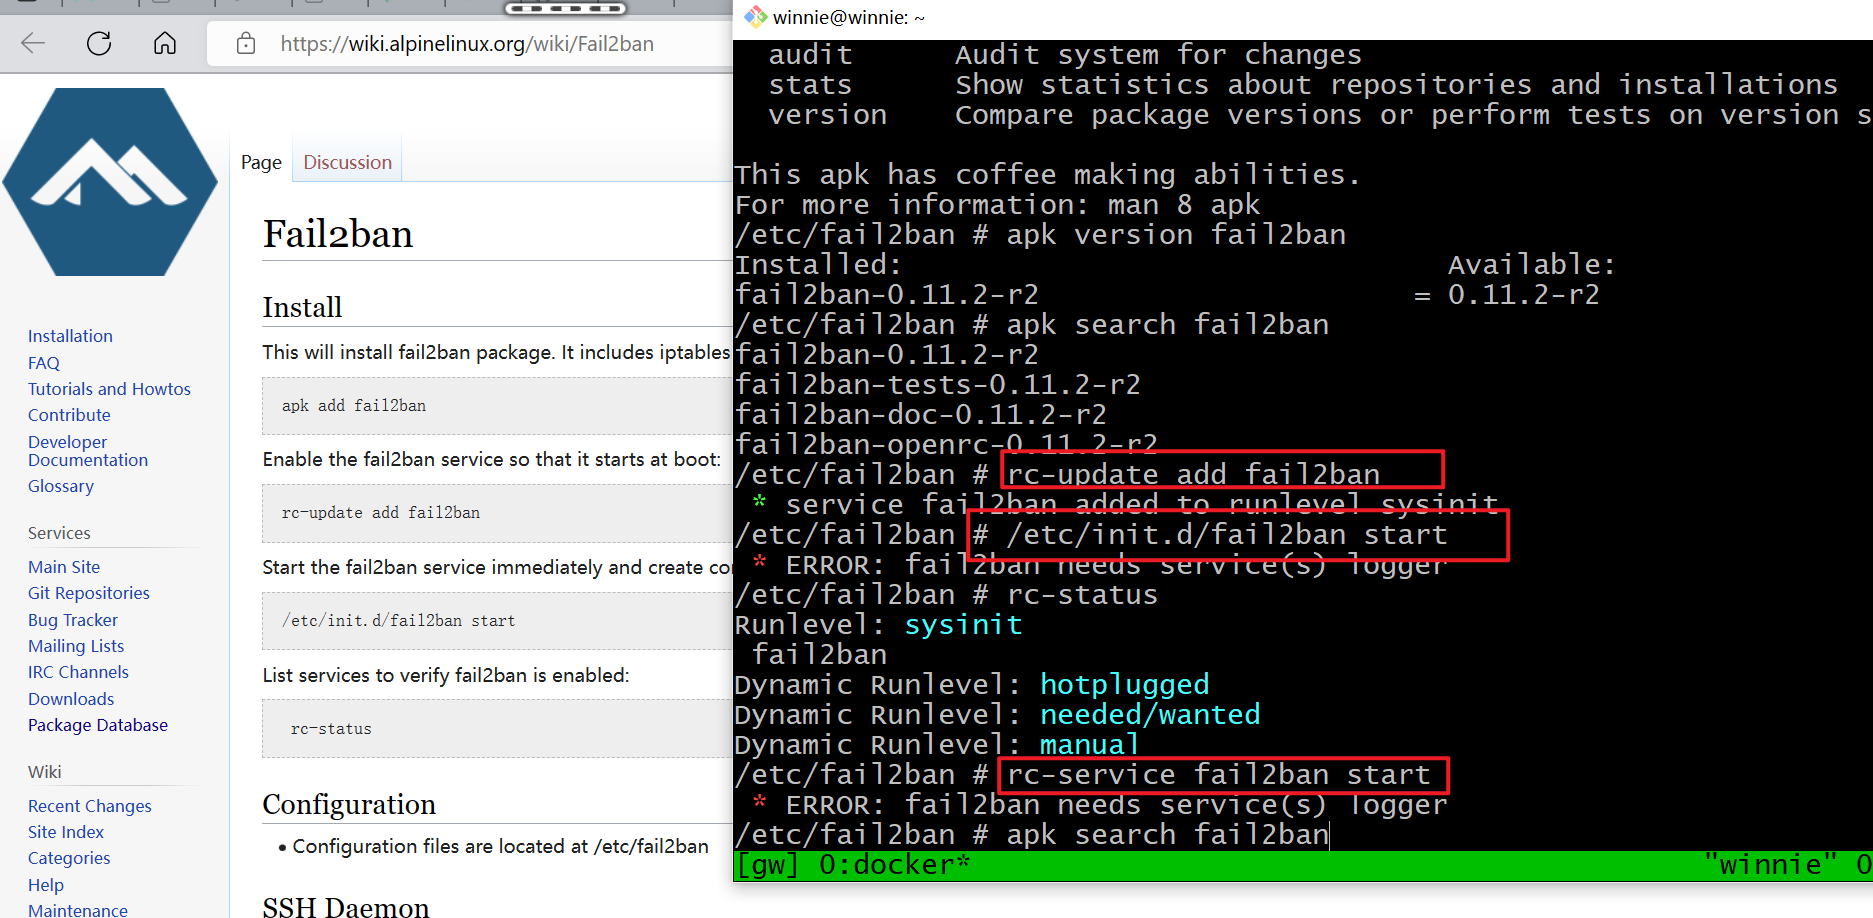 https://wiki.alpinelinux.org/wiki/Fail2ban
Page
Discussion
Fail2ban
Install
This will install fail2ban package. It includes iptables
apk add fail2ban
Enable the fail2ban service so that it starts at boot:
rc-update add fail2ban
Start the fail2ban service immediately and create
/etc/init.d/fail2ban start
List services to verify fail2ban is enabled:
rc-status
Configuration
• Configuration files are located at /etc/fail2ban
SSH Daemon
Installation
FAQ
Tutorials and Howtos
Contribute
Developer
Documentation
Glossary
Services
Main Site
Git Repositories
Bug Tracker
Mailing Lists
IRC Channels
Downloads
Package Database
Wiki
Recent Changes
Site Index
Categories
Help
Maintenance
winnie@winnie: ~
audit Audit system for changes
stats Show statistics about repositories and installations
version Compare package versions or perform tests on version s
This apk has coffee making abilities.
For more information: man 8 apk
/etc/fail2ban # apk version fail2ban
Installed: Available:
fail2ban-0.11.2-r2 = 0.11.2-r2
/etc/fail2ban # apk search fail2ban
fail2ban-0.11.2-r2
fail2ban-tests-0.11.2-r2
fail2ban-doc-0.11.2-r2
fail2ban-openrc-0.11.2-r2
/etc/fail2ban # rc-update add fail2ban
* service fail2ban added to runlevel sysinit
/etc/fail2ban # /etc/init.d/fail2ban start
* ERROR: fail2ban needs service(s) logger
/etc/fail2ban # rc-status
Runlevel: sysinit
fail2ban
Dynamic Runlevel: hotplugged
Dynamic Runlevel: needed/wanted
Dynamic Runlevel: manual
/etc/fail2ban # rc-service fail2ban start
* ERROR: fail2ban needs service(s) logger
/etc/fail2ban # apk search fail2ban
[gw] 0:docker* "winnie" 0